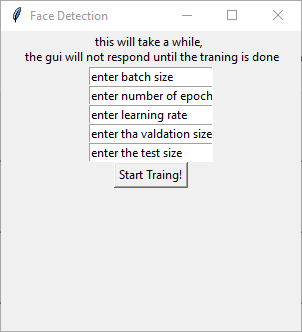 Face Detection
this will take a while,
the gui will not respond until the traning is done
enter batch size
enter number of epoch
enter learning rate
enter tha valdation size
enter the test size
Start Traing!